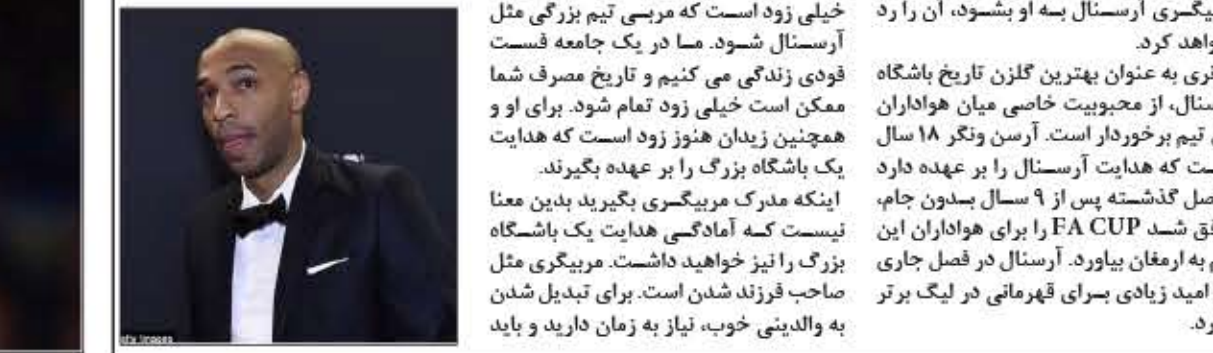 یگری آرسنال به او بشود، آن را رد
واهد کرد.
نری به عنوان بهترین گلزن تاریخ باشگاه
سنال، از محبوبیت خاصی میان هواداران
ن تیم برخوردار است. آرسن ونگر ۱۸ سال
ست که هدایت آرسنال را بر عهده دارد
صل گذشته پس از ۹ سال بدون جام،
فق شد FA CUP را برای هواداران این
م به ارمغان بیاورد. آرسنال در فصل جاری
امید زیادی برای قهرمانی در لیگ برتر
رد.
خیلی زود است که مربی تیم بزرگی مثل
آرسنال شود. ما در یک جامعه فست
فودی زندگی می کنیم و تاریخ مصرف شما
ممکن است خیلی زود تمام شود. برای او و
همچنین زیدان هنوز زود است که هدایت
یک باشگاه بزرگ را بر عهده بگیرند.
اینکه مدرک مربیگری بگیرید بدین معنا
نیست که آمادگی هدایت یک باشگاه
بزرگ را نیز خواهید داشت. مربیگری مثل
صاحب فرزند شدن است. برای تبدیل شدن
به والدینی خوب، نیاز به زمان دارید و باید